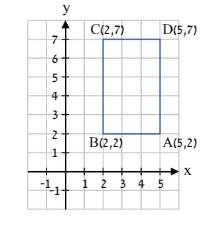 y
C(2,7) D(5,7)
7
6
5
4
3
2
B(2,2) A(5,2)
1
x
-1 1 2 3 4 5
-1